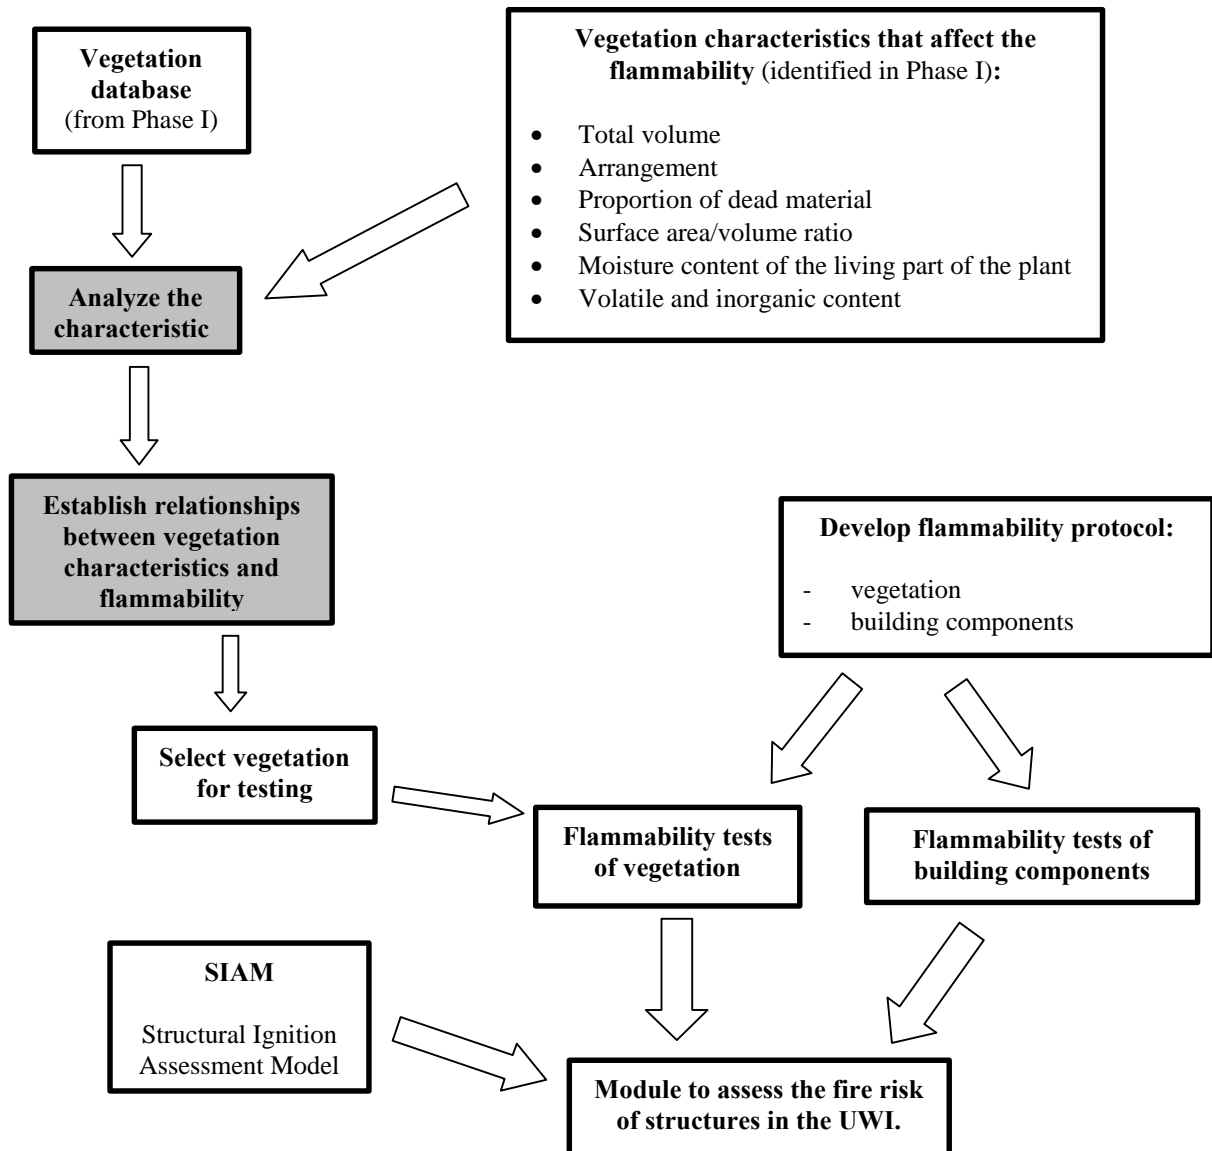 Vegetation
database
(from Phase I)
Vegetation characteristics that affect the
flammability (identified in Phase I):
• Total volume
• Arrangement
• Proportion of dead material
• Surface area/volume ratio
• Moisture content of the living part of the plant
• Volatile and inorganic content
Analyze the
characteristic
Establish relationships
between vegetation
characteristics and
flammability
Develop flammability protocol:
- vegetation
- building components
Select vegetation
for testing
Flammability tests
of vegetation
Flammability tests of
building components
SIAM
Structural Ignition
Assessment Model
Module to assess the fire risk
of structures in the UWI.